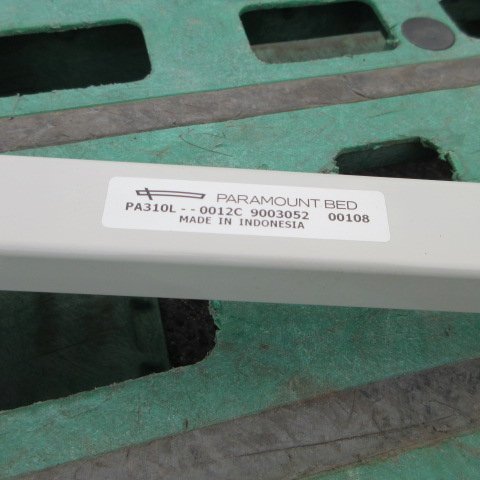 PARAMOUNT BED
PA310L - - 0012C 9003052 00108
MADE IN INDONESIA